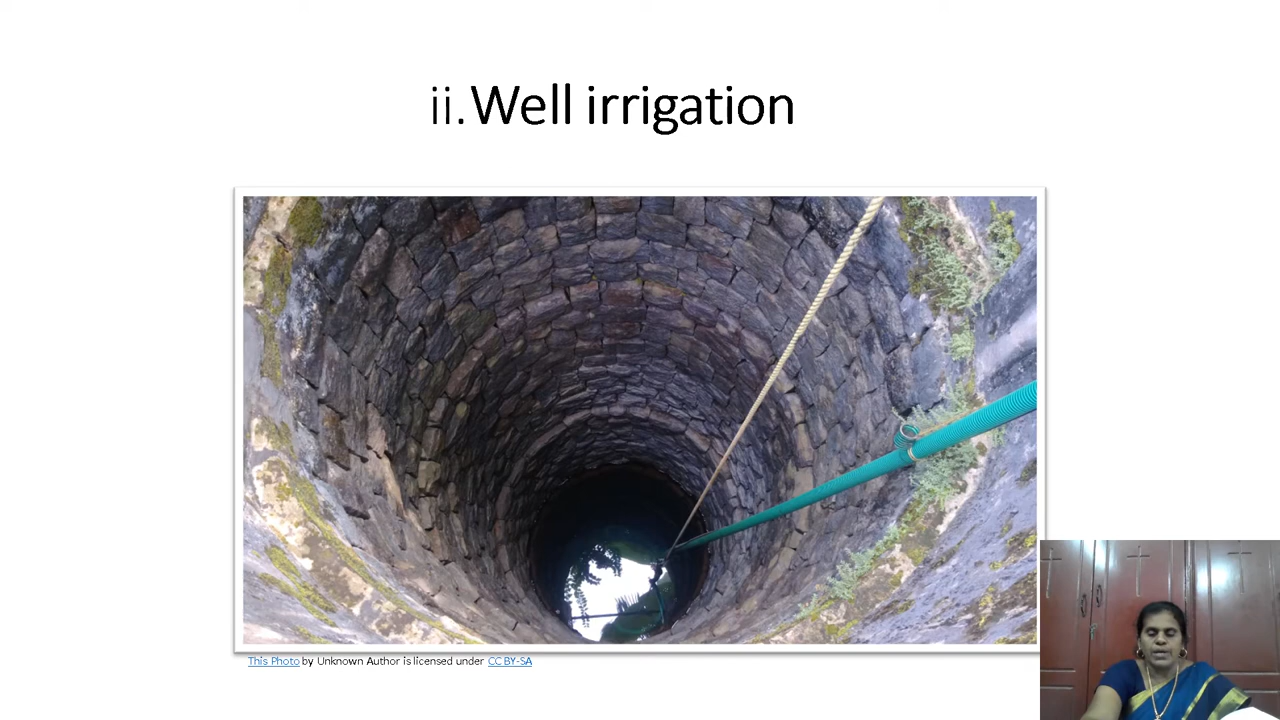 ii.Well irrigation
This Photo by Unknown Author is licensed under CC BY-SA